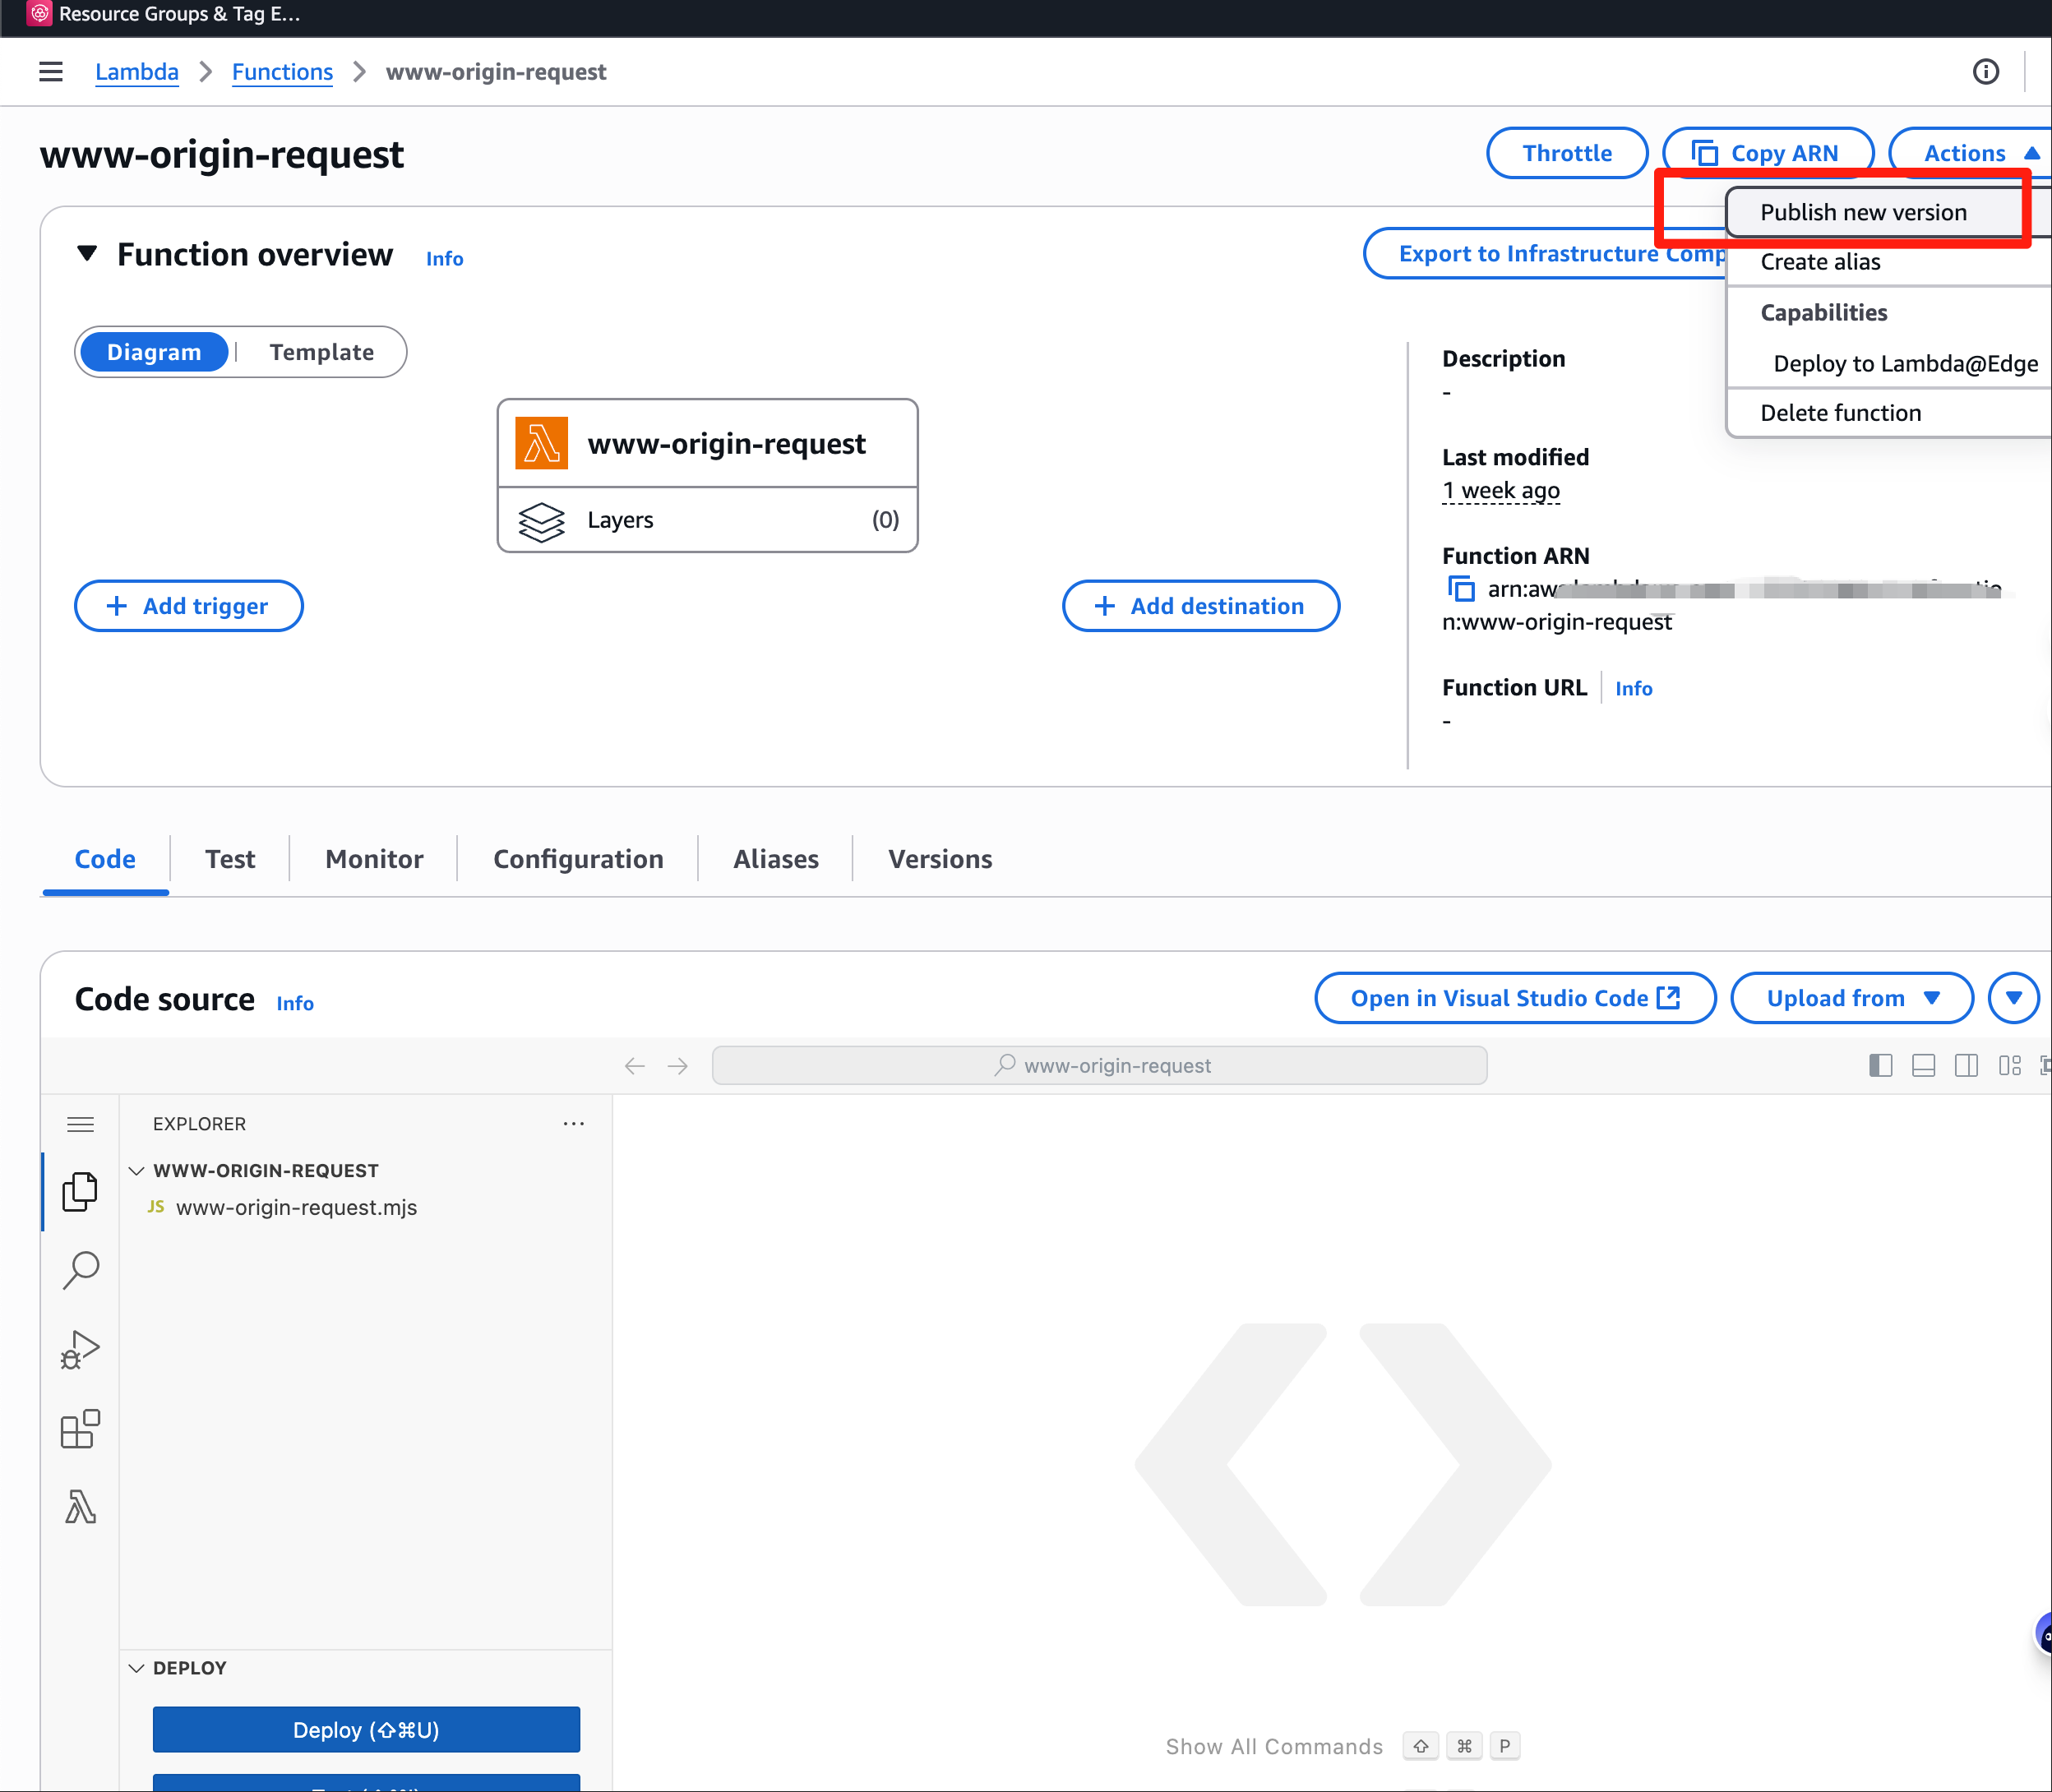 Resource Groups & Tag E...
Lambda > Functions > www-origin-request
www-origin-request
Throttle
Copy ARN
Actions
Publish new version
Create alias
Capabilities
Deploy to Lambda@Edge
Delete function
Function overview Info
Export to Infrastructure Comp
Diagram | Template
www-origin-request
Layers (0)
+ Add trigger
+ Add destination
Description
-
Last modified
1 week ago
Function ARN
n:www-origin-request
Function URL | Info
-
Code
Test
Monitor
Configuration
Aliases
Versions
Code source Info
Open in Visual Studio Code
Upload from
www-origin-request
EXPLORER ...
WWW-ORIGIN-REQUEST
JS www-origin-request.mjs
DEPLOY
Deploy (⇧⌘U)
Show All Commands ⇧ ⌘ P